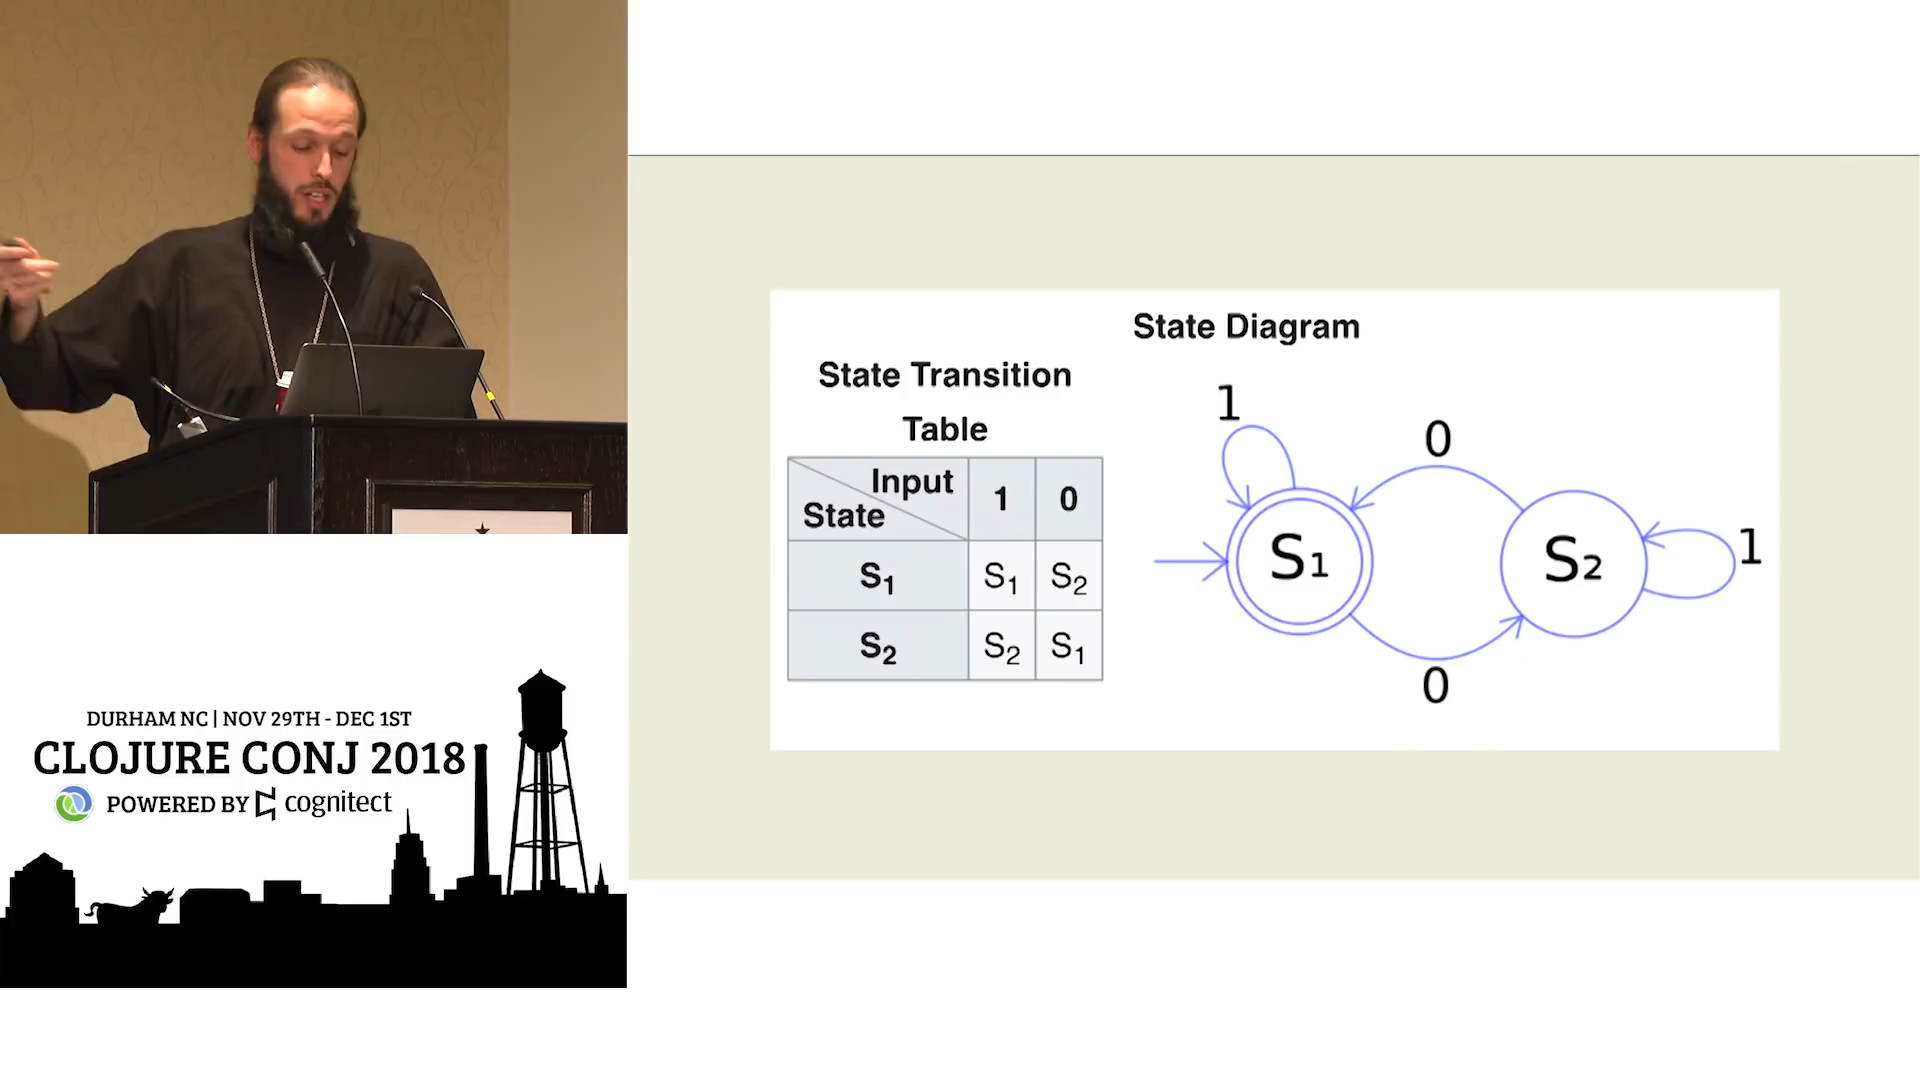 DURHAM NC | NOV 29TH - DEC 1ST
CLOJURE CONJ 2018
POWERED BY cognitect
State Diagram
State Transition
Table
Input
State
1 0
S₁ S₁ S₂
S₂ S₂ S₁
1
0
S₁
S₂
1
0